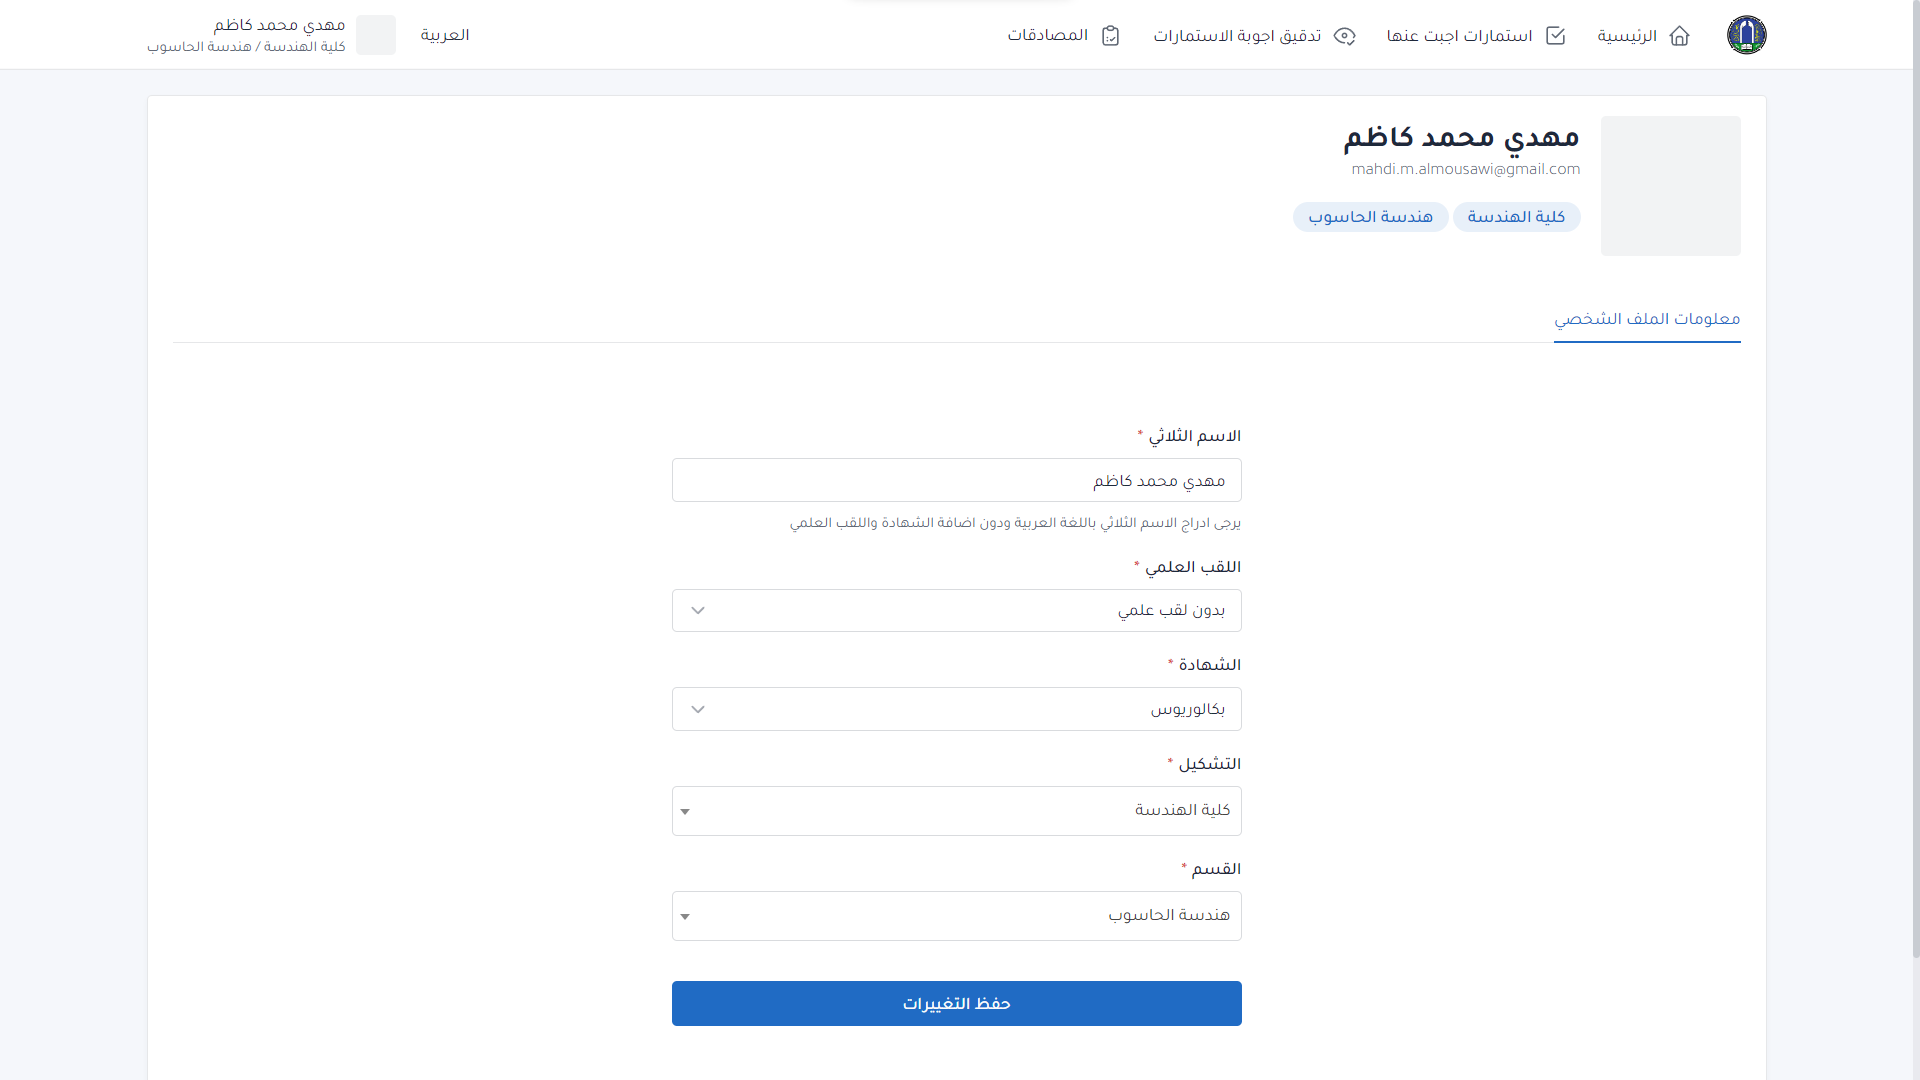 الرئيسية
استمارات اجبت عنها
تدقيق اجوبة الاستمارات
المصادقات
العربية
مهدي محمد كاظم
كلية الهندسة / هندسة الحاسوب
مهدي محمد كاظم
mahdi.m.almousawi@gmail.com
كلية الهندسة
هندسة الحاسوب
معلومات الملف الشخصي
الاسم الثلاثي *
مهدي محمد كاظم
يرجى ادراج الاسم الثلاثي باللغة العربية ودون اضافة الشهادة واللقب العلمي
اللقب العلمي *
بدون لقب علمي
الشهادة *
بكالوريوس
التشكيل *
كلية الهندسة
القسم *
هندسة الحاسوب
حفظ التغييرات